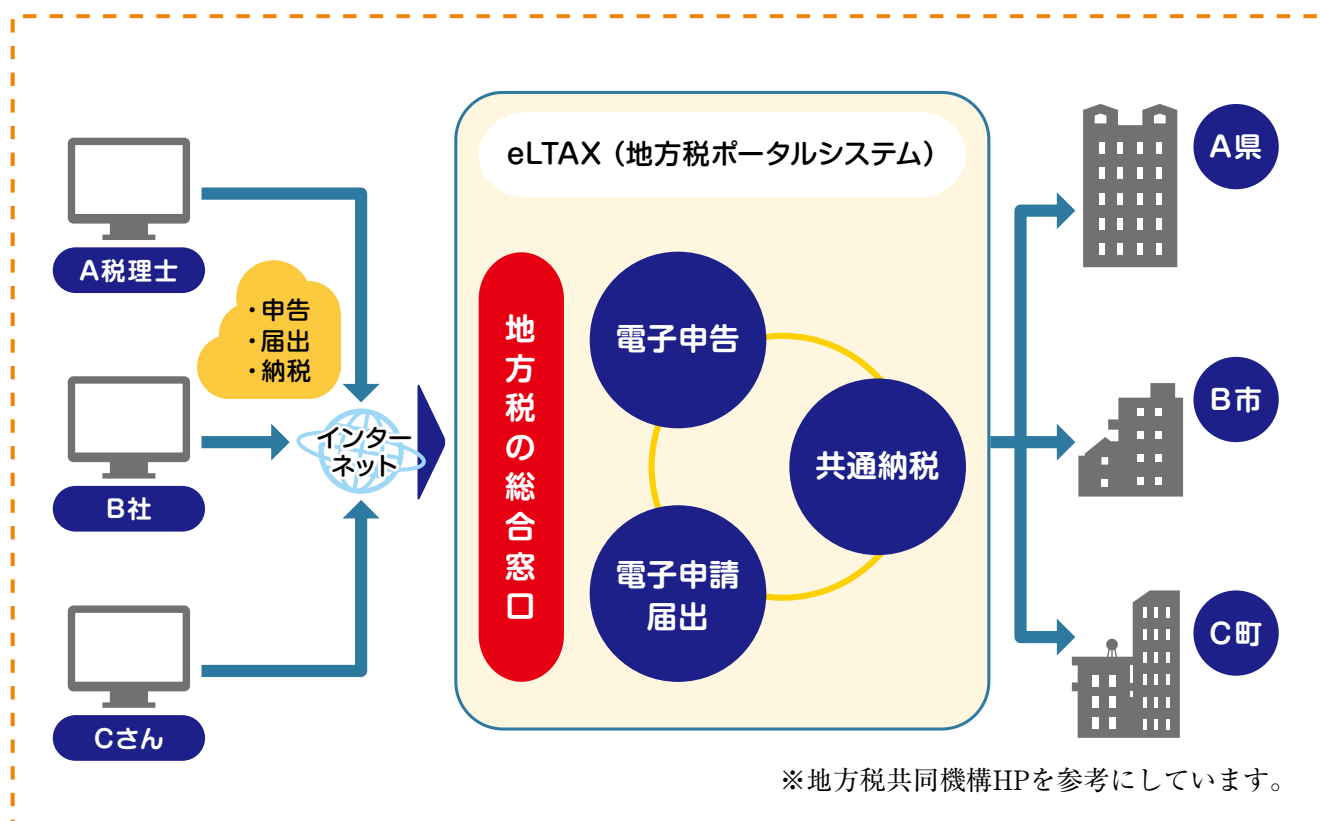 eLTAX（地方税ポータルシステム）
A税理士
・申告
・届出
・納税
B社
インター
ネット
Cさん
地方税の総合窓口
電子申告
共通納税
電子申請
届出
A県
B市
C町
※地方税共同機構HPを参考にしています。